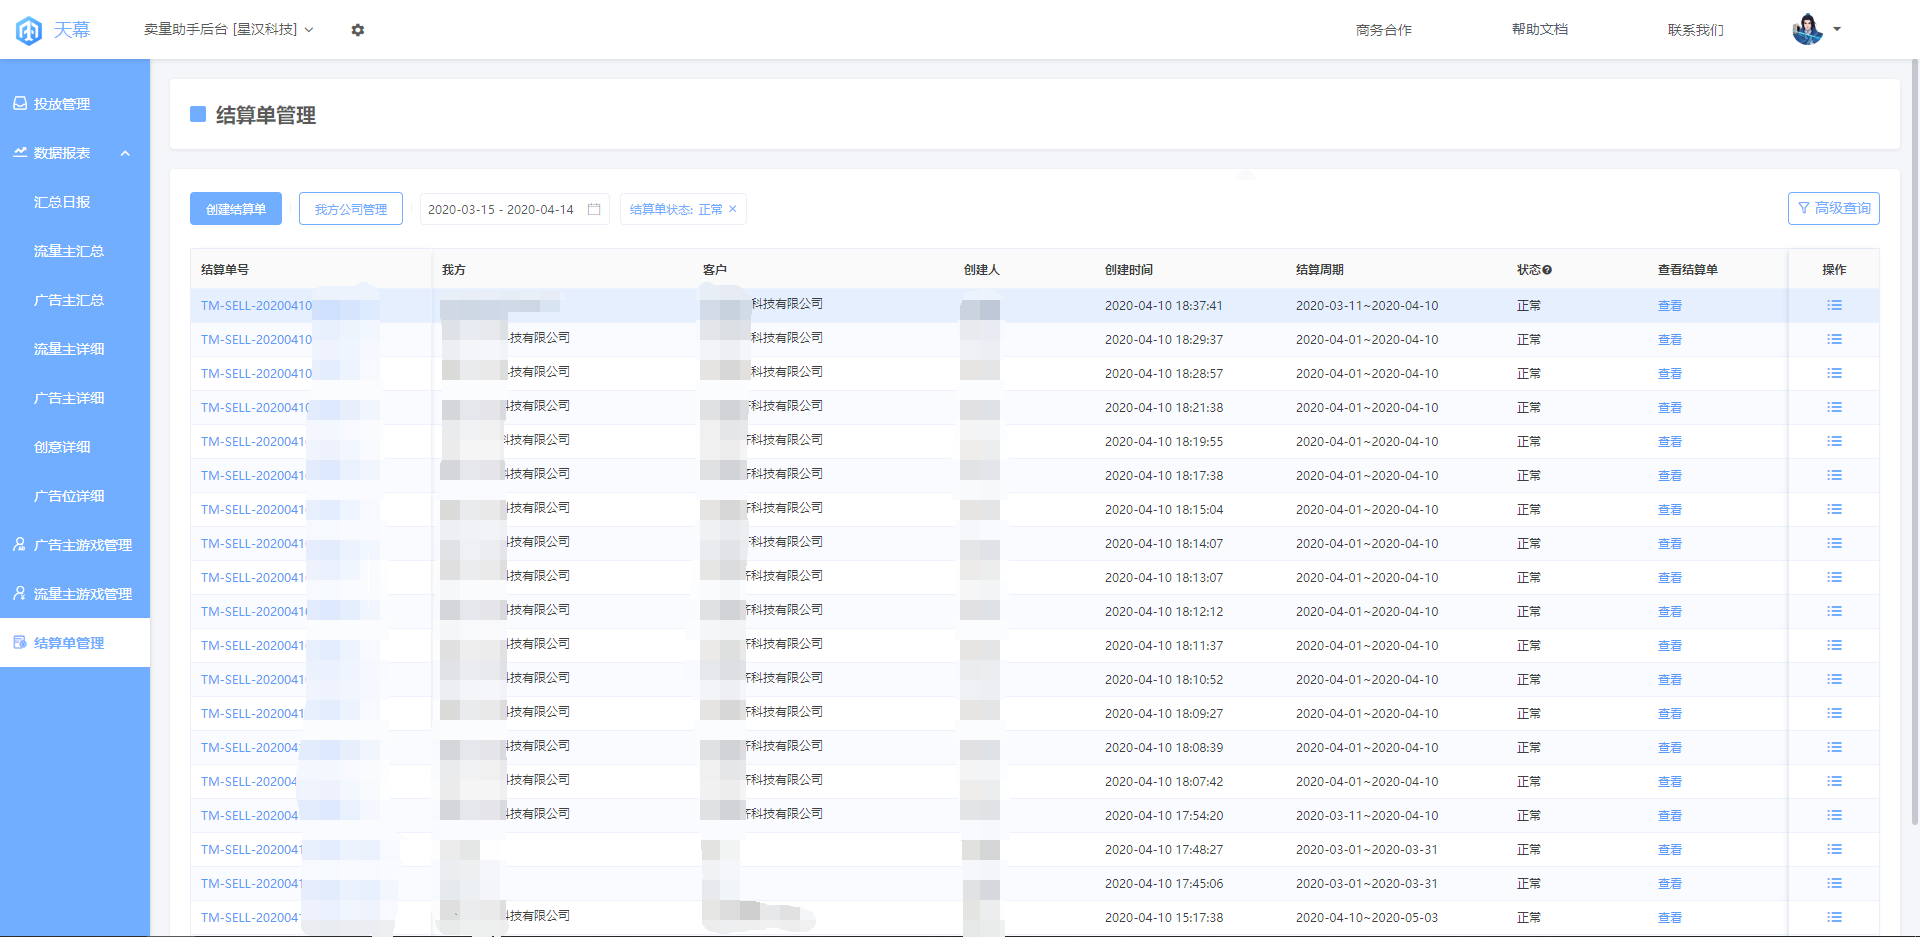 天幕 卖量助手后台 [星汉科技] 商务合作 帮助文档 联系我们
投放管理
数据报表
汇总日报
流量主汇总
广告主汇总
流量主详细
广告主详细
创意详细
广告位详细
广告主游戏管理
流量主游戏管理
结算单管理
结算单管理
创建结算单 我方公司管理 2020-03-15 - 2020-04-14 结算单状态: 正常 × 高级查询
结算单号 我方 客户 创建人 创建时间 结算周期 状态 查看结算单 操作
TM-SELL-20200410 科技有限公司 2020-04-10 18:37:41 2020-03-11~2020-04-10 正常 查看
TM-SELL-20200410 技有限公司 科技有限公司 2020-04-10 18:29:37 2020-04-01~2020-04-10 正常 查看
TM-SELL-20200410 技有限公司 科技有限公司 2020-04-10 18:28:57 2020-04-01~2020-04-10 正常 查看
TM-SELL-2020041 技有限公司 科技有限公司 2020-04-10 18:21:38 2020-04-01~2020-04-10 正常 查看
TM-SELL-2020041 技有限公司 科技有限公司 2020-04-10 18:19:55 2020-04-01~2020-04-10 正常 查看
TM-SELL-2020041 技有限公司 科技有限公司 2020-04-10 18:17:38 2020-04-01~2020-04-10 正常 查看
TM-SELL-2020041 技有限公司 科技有限公司 2020-04-10 18:15:04 2020-04-01~2020-04-10 正常 查看
TM-SELL-2020041 技有限公司 科技有限公司 2020-04-10 18:14:07 2020-04-01~2020-04-10 正常 查看
TM-SELL-2020041 技有限公司 科技有限公司 2020-04-10 18:13:07 2020-04-01~2020-04-10 正常 查看
TM-SELL-2020041 技有限公司 科技有限公司 2020-04-10 18:12:12 2020-04-01~2020-04-10 正常 查看
TM-SELL-2020041 技有限公司 科技有限公司 2020-04-10 18:11:37 2020-04-01~2020-04-10 正常 查看
TM-SELL-2020041 技有限公司 科技有限公司 2020-04-10 18:10:52 2020-04-01~2020-04-10 正常 查看
TM-SELL-2020041 技有限公司 科技有限公司 2020-04-10 18:09:27 2020-04-01~2020-04-10 正常 查看
TM-SELL-202004 技有限公司 科技有限公司 2020-04-10 18:08:39 2020-04-01~2020-04-10 正常 查看
TM-SELL-202004 技有限公司 科技有限公司 2020-04-10 18:07:42 2020-04-01~2020-04-10 正常 查看
TM-SELL-202004 技有限公司 科技有限公司 2020-04-10 17:54:20 2020-03-11~2020-04-10 正常 查看
TM-SELL-2020041 2020-04-10 17:48:27 2020-03-01~2020-03-31 正常 查看
TM-SELL-2020041 2020-04-10 17:45:06 2020-03-01~2020-03-31 正常 查看
TM-SELL-202004 技有限公司 2020-04-10 15:17:38 2020-04-10~2020-05-03 正常 查看